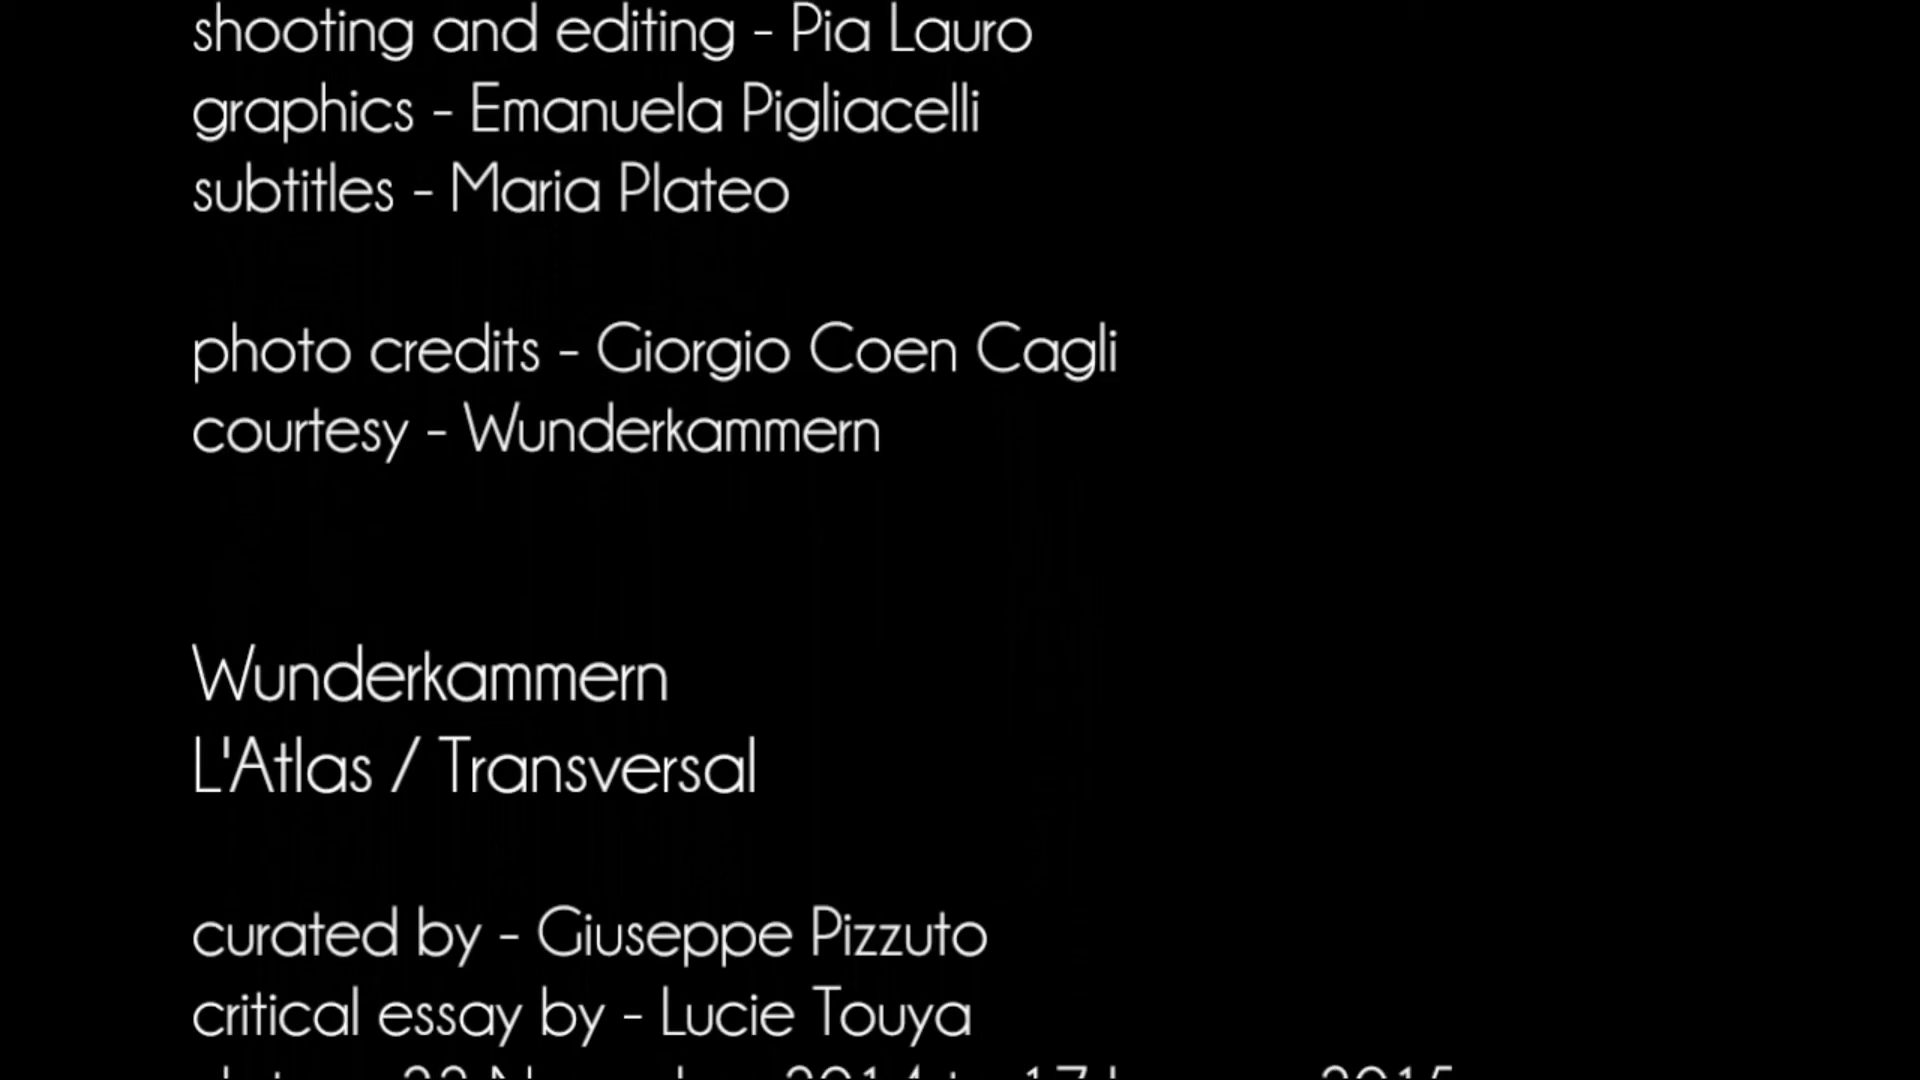 shooting and editing - Pia Lauro
graphics - Emanuela Pigliacelli
subtitles - Maria Plateo
photo credits - Giorgio Coen Cagli
courtesy - Wunderkammern
Wunderkammern
L'Atlas / Transversal
curated by - Giuseppe Pizzuto
critical essay by - Lucie Touya